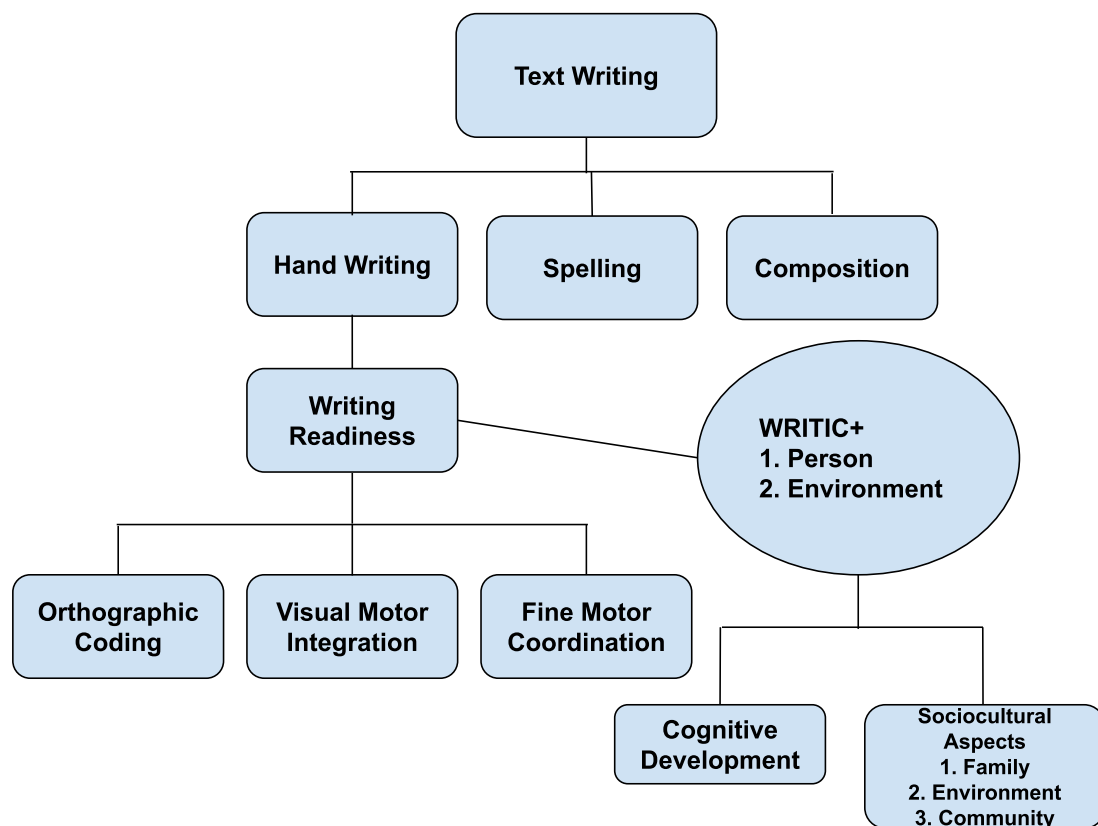 Text Writing
Hand Writing
Spelling
Composition
Writing
Readiness
WRITIC+
1. Person
2. Environment
Orthographic
Coding
Visual Motor
Integration
Fine Motor
Coordination
Cognitive
Development
Sociocultural
Aspects
1. Family
2. Environment
3. Community